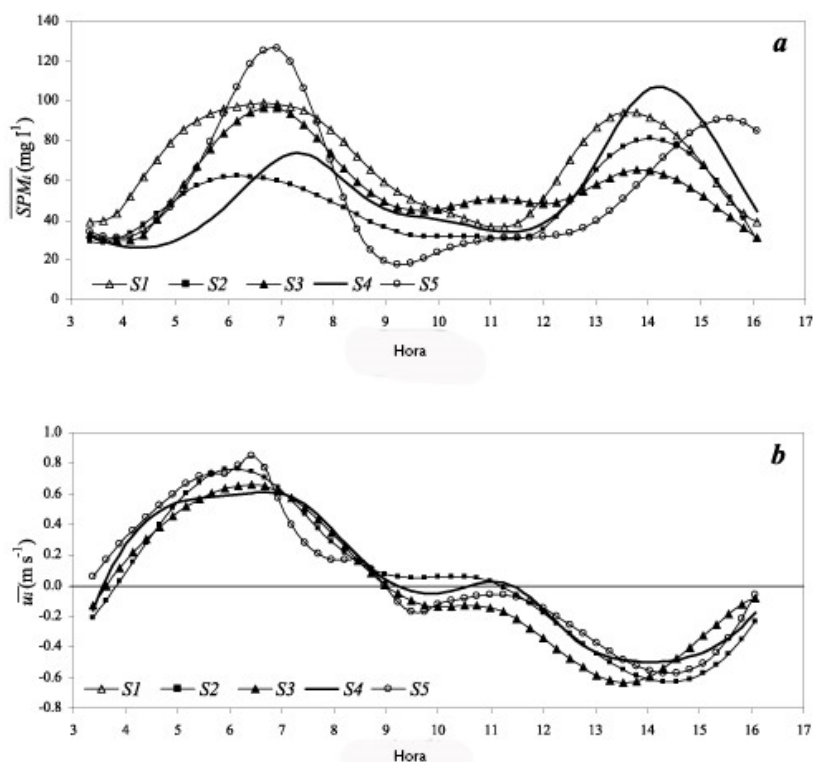 a
SPMi (mg l¹)
140
120
100
80
60
40
20
0
S1 S2 S3 S4 S5
3 4 5 6 7 8 9 10 11 12 13 14 15 16 17
Hora
b
ui (m s⁻¹)
1.0
0.8
0.6
0.4
0.2
0.0
-0.2
-0.4
-0.6
-0.8
S1 S2 S3 S4 S5
3 4 5 6 7 8 9 10 11 12 13 14 15 16 17
Hora